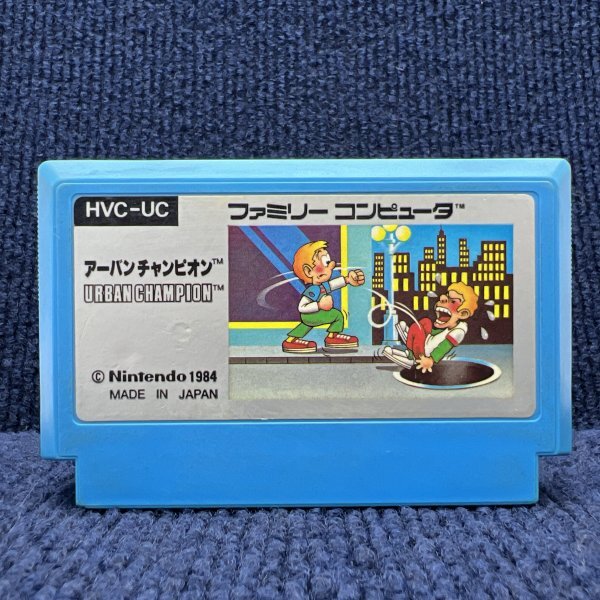 HVC-UC
ファミリー コンピュータ™
アーバンチャンピオン™
URBAN CHAMPION™
© Nintendo 1984
MADE IN JAPAN